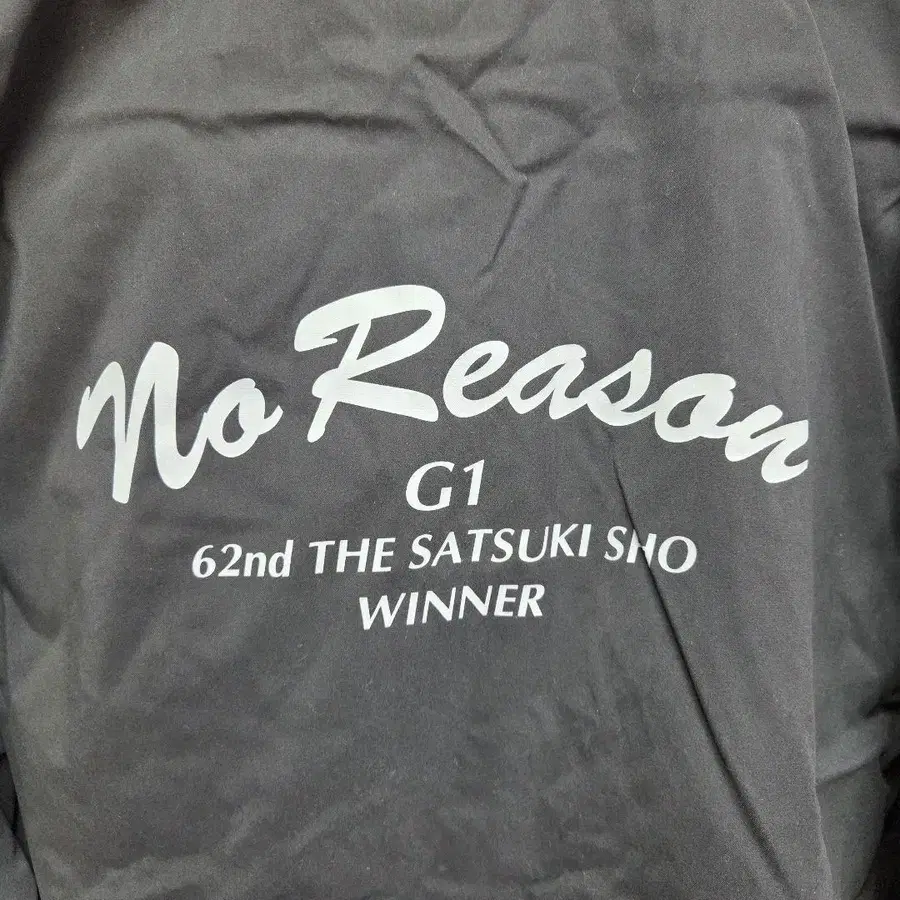 No Reason
G1
62nd THE SATSUKI SHO
WINNER